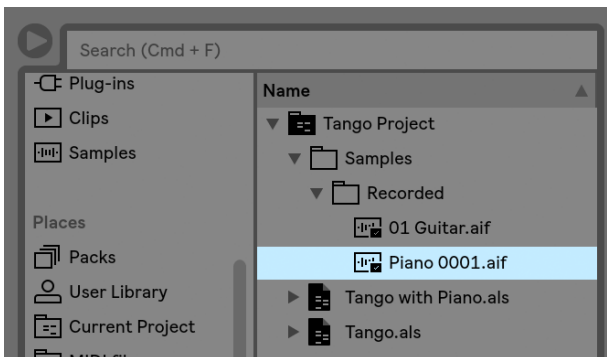 Search (Cmd + F)
Plug-ins
Clips
Samples
Places
Packs
User Library
Current Project
Name
Tango Project
Samples
Recorded
01 Guitar.aif
Piano 0001.aif
Tango with Piano.als
Tango.als